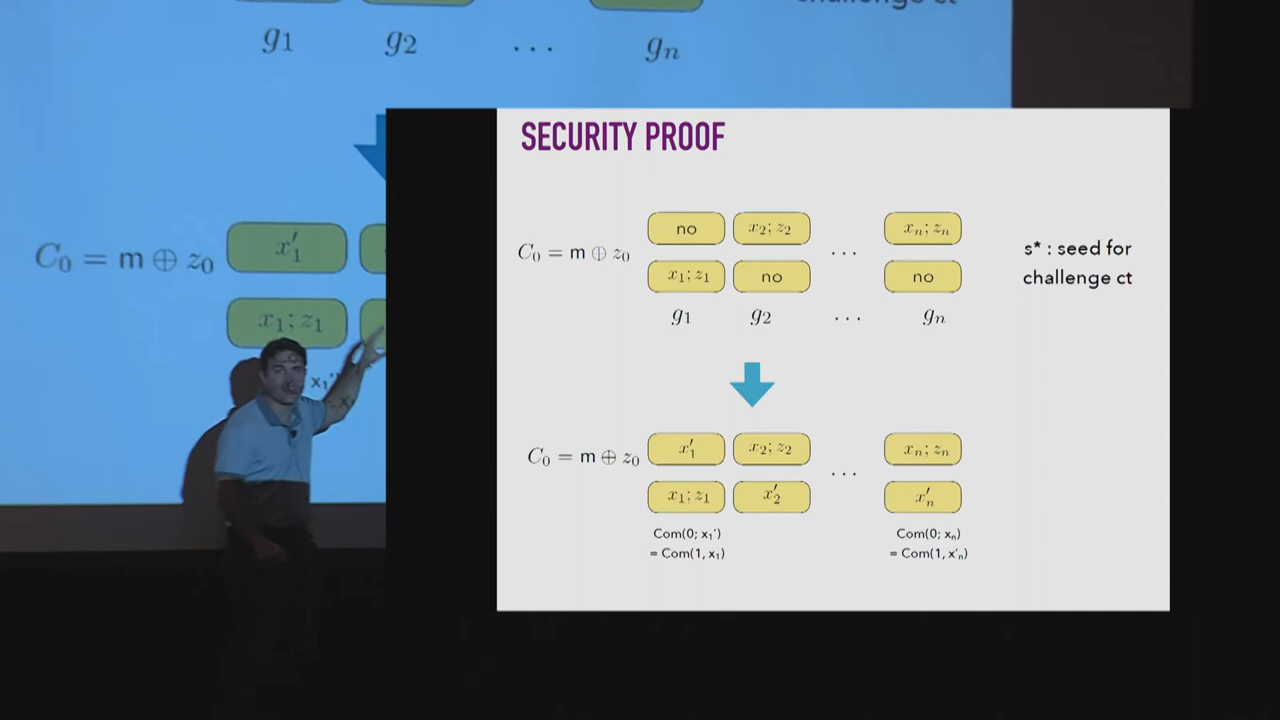 challenge ct
g1 g2 ... gn
C0 = m ⊕ z0
x′1
x1; z1
SECURITY PROOF
no x2; z2 xn; zn
C0 = m ⊕ z0 ...
x1; z1 no no
g1 g2 ... gn
s* : seed for
challenge ct
x′1 x2; z2 xn; zn
C0 = m ⊕ z0 ...
x1; z1 x′2 x′n
Com(0; x1′) Com(0; xn)
= Com(1, x1) = Com(1, x′n)